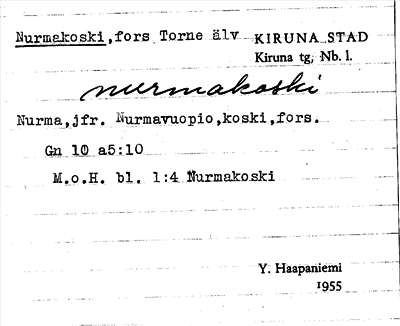 Nurmakoski, fors Torne älv KIRUNA STAD
Kiruna tg, Nb. l.
nurmakoski
Nurma, jfr. Nurmavuopio, koski, fors.
Gn 10 a5:10
M.o.H. bl. 1:4 Nurmakoski
Y. Haapaniemi
1955